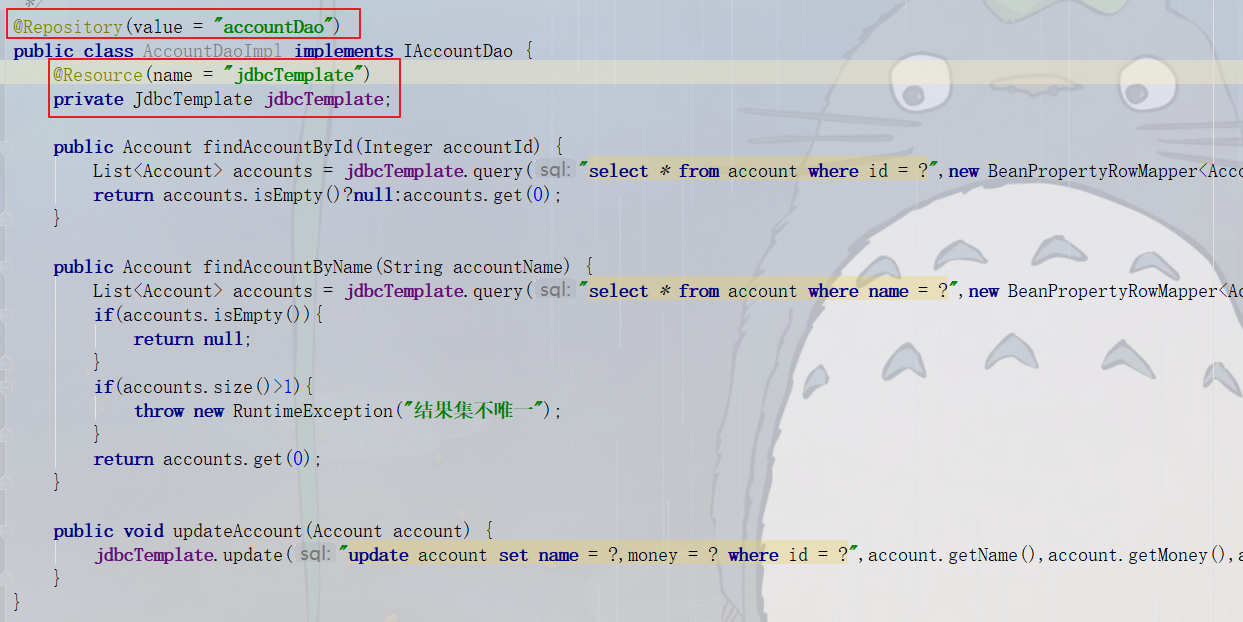 */
@Repository(value = "accountDao")
public class AccountDaoImpl implements IAccountDao {
@Resource(name = "jdbcTemplate")
private JdbcTemplate jdbcTemplate;
public Account findAccountById(Integer accountId) {
List<Account> accounts = jdbcTemplate.query( sql: "select * from account where id = ?",new BeanPropertyRowMapper<Acco
return accounts.isEmpty()?null:accounts.get(0);
}
public Account findAccountByName(String accountName) {
List<Account> accounts = jdbcTemplate.query( sql: "select * from account where name = ?",new BeanPropertyRowMapper<Ac
if(accounts.isEmpty()){
return null;
}
if(accounts.size()>1){
throw new RuntimeException("结果集不唯一");
}
return accounts.get(0);
}
public void updateAccount(Account account) {
jdbcTemplate.update( sql: "update account set name = ?,money = ? where id = ?",account.getName(),account.getMoney(),a
}
}